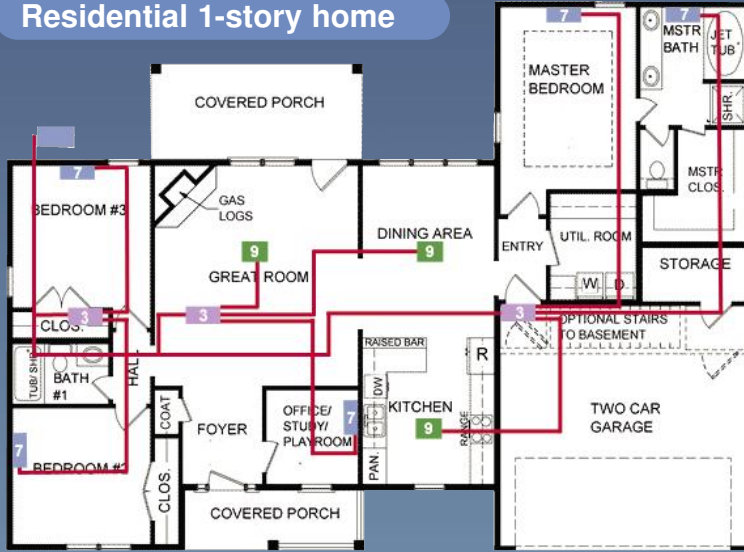 Residential 1-story home
7
7
MSTR
BATH
JET
TUB
MASTER
BEDROOM
SHR.
COVERED PORCH
MSTR
CLOS.
7
BEDROOM #3
GAS
LOGS
DINING AREA
9
9
GREAT ROOM
ENTRY
UTIL. ROOM
STORAGE
W
D
3
3
3
CLOS.
OPTIONAL STAIRS
TO BASEMENT
RAISED BAR
R
TUB/ SHR
BATH
#1
HALL
DW
KITCHEN
RANGE
9
TWO CAR
GARAGE
COAT
FOYER
OFFICE/
STUDY/
PLAYROOM
7
7
BEDROOM #2
CLOS.
PAN.
COVERED PORCH